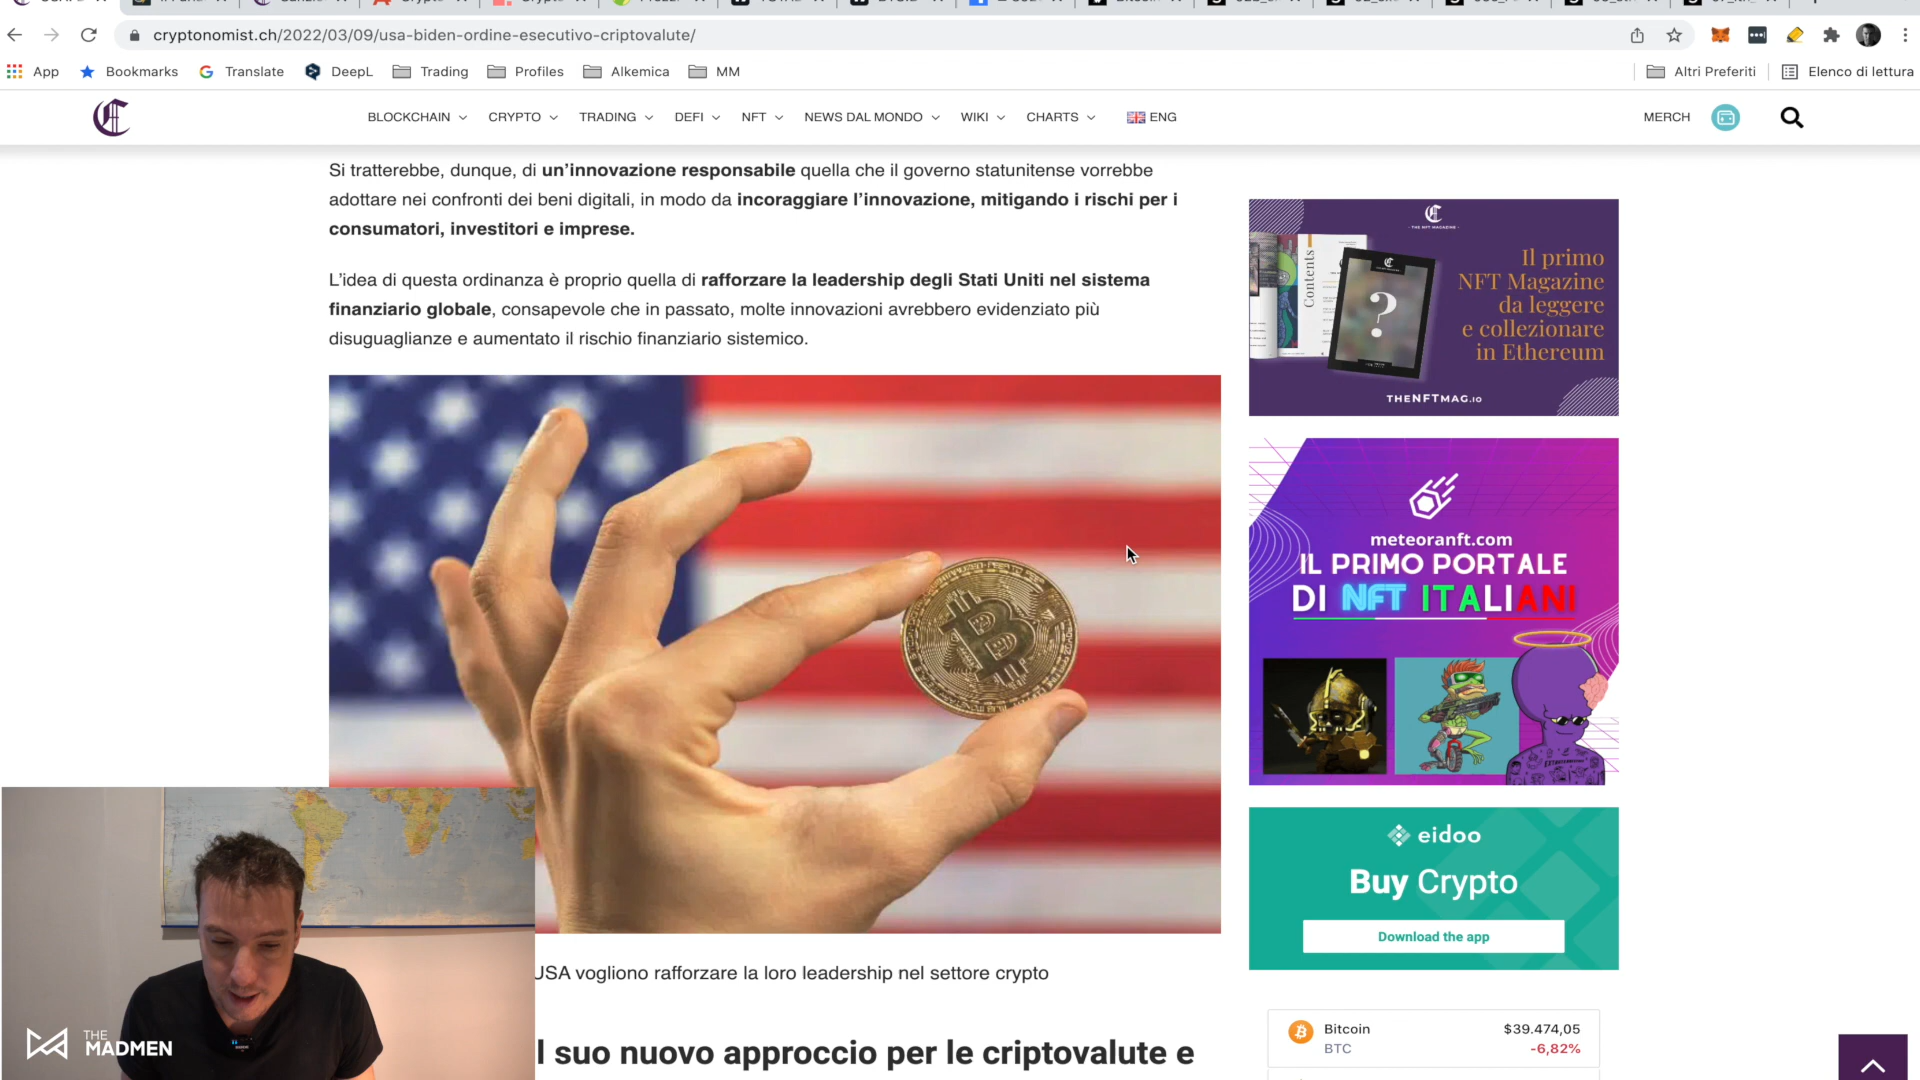 cryptonomist.ch/2022/03/09/usa-biden-ordine-esecutivo-criptovalute/
App Bookmarks Translate DeepL Trading Profiles Alkemica MM Altri Preferiti Elenco di lettura
BLOCKCHAIN CRYPTO TRADING DEFI NFT NEWS DAL MONDO WIKI CHARTS ENG MERCH
Si tratterebbe, dunque, di un’innovazione responsabile quella che il governo statunitense vorrebbe
adottare nei confronti dei beni digitali, in modo da incoraggiare l’innovazione, mitigando i rischi per i
consumatori, investitori e imprese.
L’idea di questa ordinanza è proprio quella di rafforzare la leadership degli Stati Uniti nel sistema
finanziario globale, consapevole che in passato, molte innovazioni avrebbero evidenziato più
disuguaglianze e aumentato il rischio finanziario sistemico.
USA vogliono rafforzare la loro leadership nel settore crypto
l suo nuovo approccio per le criptovalute e
THE
MADMEN
- THE NFT MAGAZINE -
Contents
?
Il primo
NFT Magazine
da leggere
e collezionare
in Ethereum
THENFTMAG.IO
meteoranft.com
IL PRIMO PORTALE
DI NFT ITALIANI
eidoo
Buy Crypto
Download the app
Bitcoin $39.474,05
BTC -6,82%